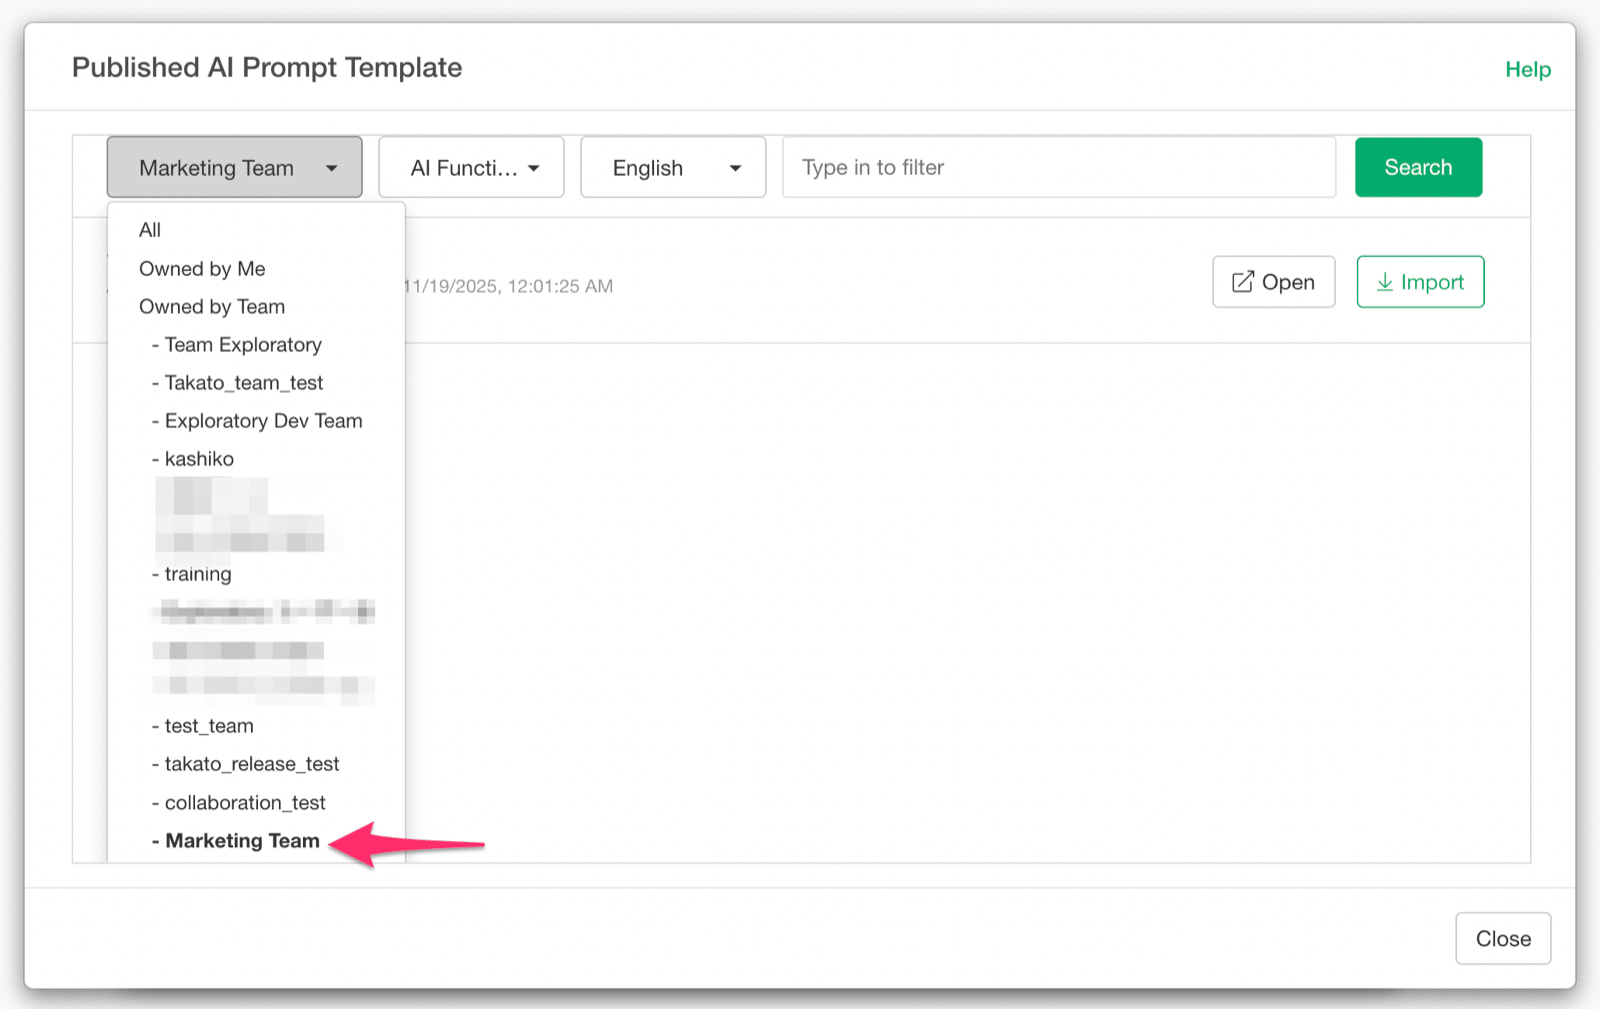 Published AI Prompt Template
Help
Marketing Team
AI Functi...
English
Type in to filter
Search
All
Owned by Me
11/19/2025, 12:01:25 AM
Open
Import
Owned by Team
- Team Exploratory
- Takato_team_test
- Exploratory Dev Team
- kashiko
- training
- test_team
- takato_release_test
- collaboration_test
- Marketing Team
Close